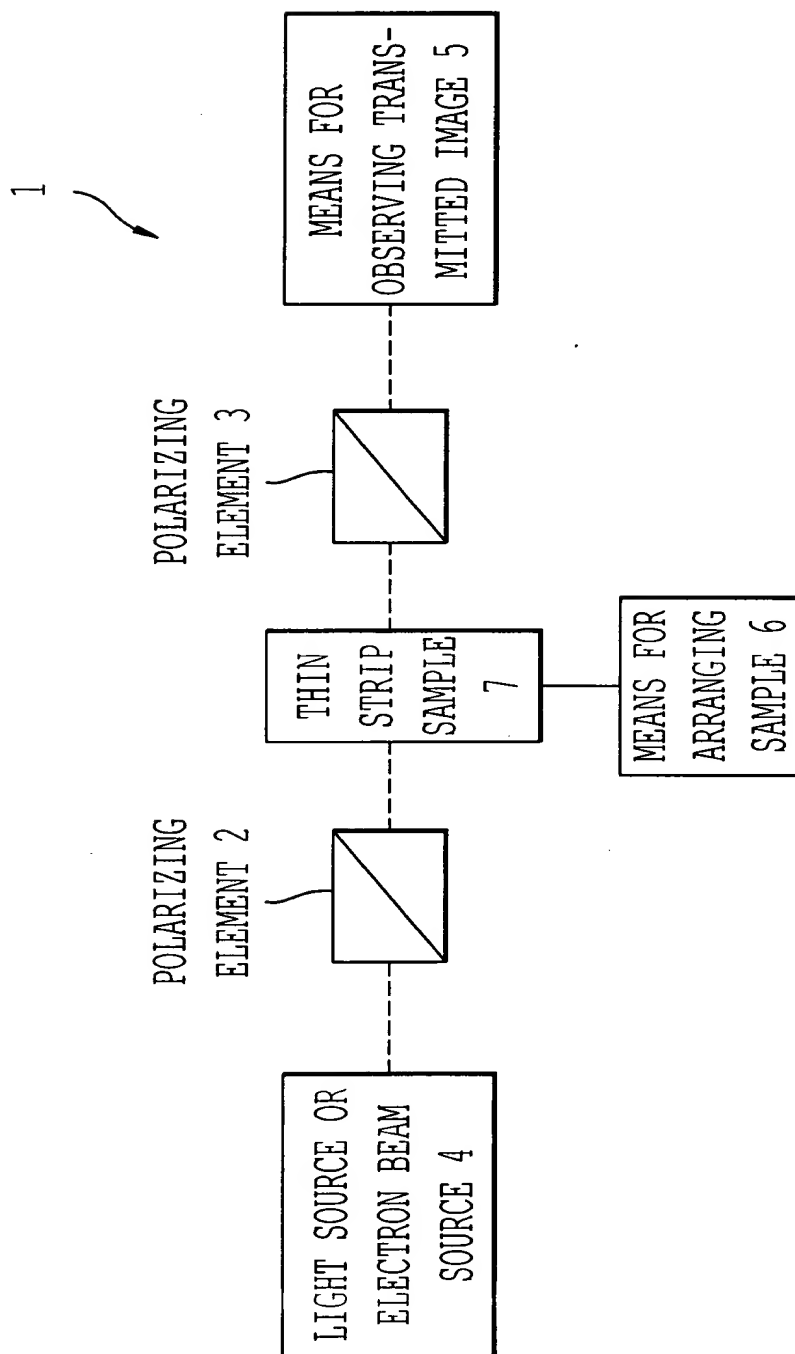 1
LIGHT SOURCE OR
ELECTRON BEAM
SOURCE 4
POLARIZING
ELEMENT 2
THIN
STRIP
SAMPLE
7
MEANS FOR
ARRANGING
SAMPLE 6
POLARIZING
ELEMENT 3
MEANS FOR
OBSERVING TRANS-
MITTED IMAGE 5